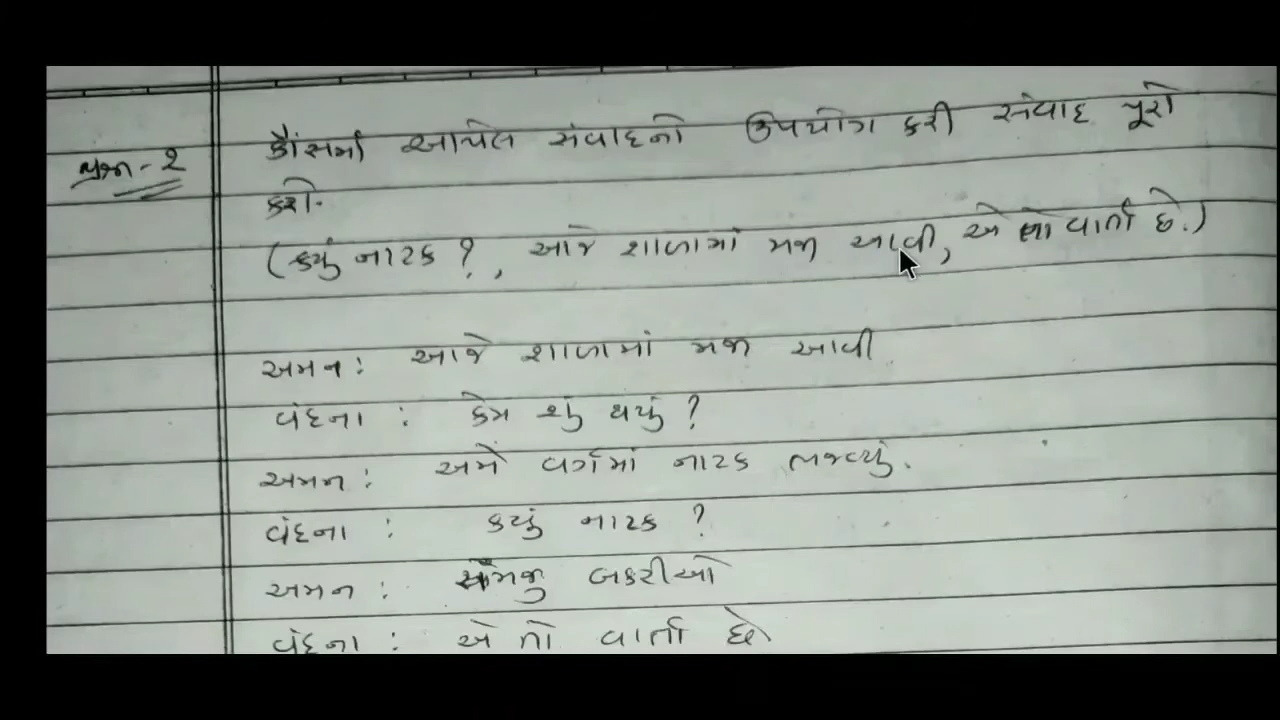 પ્રશ્ન-૨ કૌંસમાં આપેલ સંવાદનો ઉપયોગ કરી સંવાદ પૂરો
કરો.
(કયું નાટક ?, આજે શાળામાં મજા આવી, એ તો વાર્તા છે.)
અમન : આજે શાળામાં મજા આવી
વંદના : કેમ શું થયું ?
અમન : અમે વર્ગમાં નાટક ભજવ્યું.
વંદના : કયું નાટક ?
અમન : સમજુ બકરીઓ
વંદના : એ તો વાર્તા છે